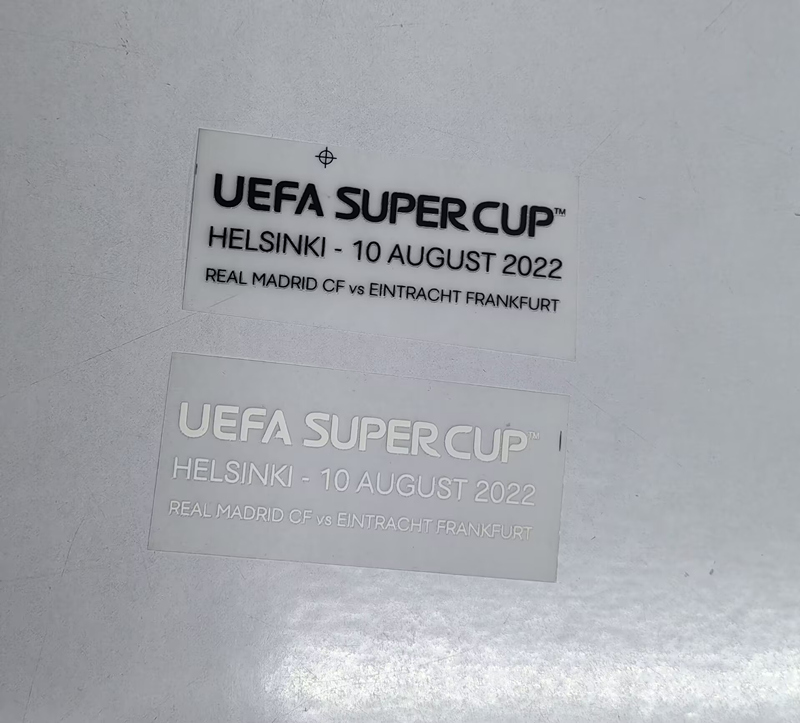 UEFA SUPER CUP™
HELSINKI - 10 AUGUST 2022
REAL MADRID CF vs EINTRACHT FRANKFURT
UEFA SUPER CUP™
HELSINKI - 10 AUGUST 2022
REAL MADRID CF vs EINTRACHT FRANKFURT